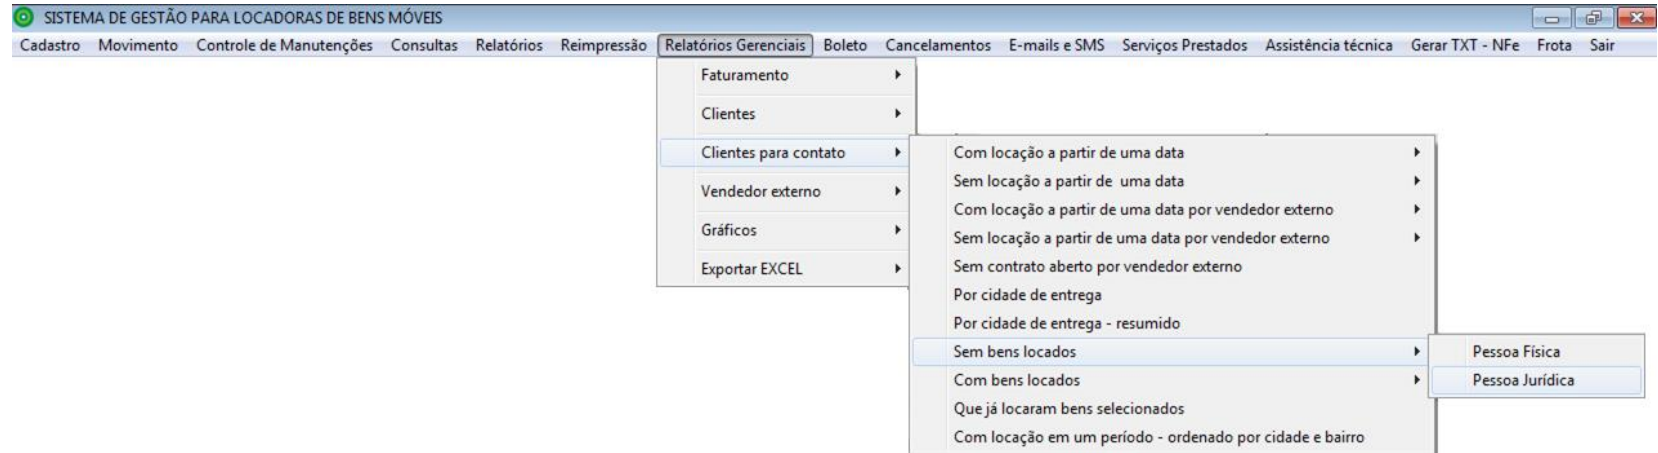 SISTEMA DE GESTÃO PARA LOCADORAS DE BENS MÓVEIS
Cadastro Movimento Controle de Manutenções Consultas Relatórios Reimpressão Relatórios Gerenciais Boleto Cancelamentos E-mails e SMS Serviços Prestados Assistência técnica Gerar TXT - NFe Frota Sair
Faturamento
Clientes
Clientes para contato
Vendedor externo
Gráficos
Exportar EXCEL
Com locação a partir de uma data
Sem locação a partir de uma data
Com locação a partir de uma data por vendedor externo
Sem locação a partir de uma data por vendedor externo
Sem contrato aberto por vendedor externo
Por cidade de entrega
Por cidade de entrega - resumido
Sem bens locados
Com bens locados
Que já locaram bens selecionados
Com locação em um período - ordenado por cidade e bairro
Pessoa Física
Pessoa Jurídica